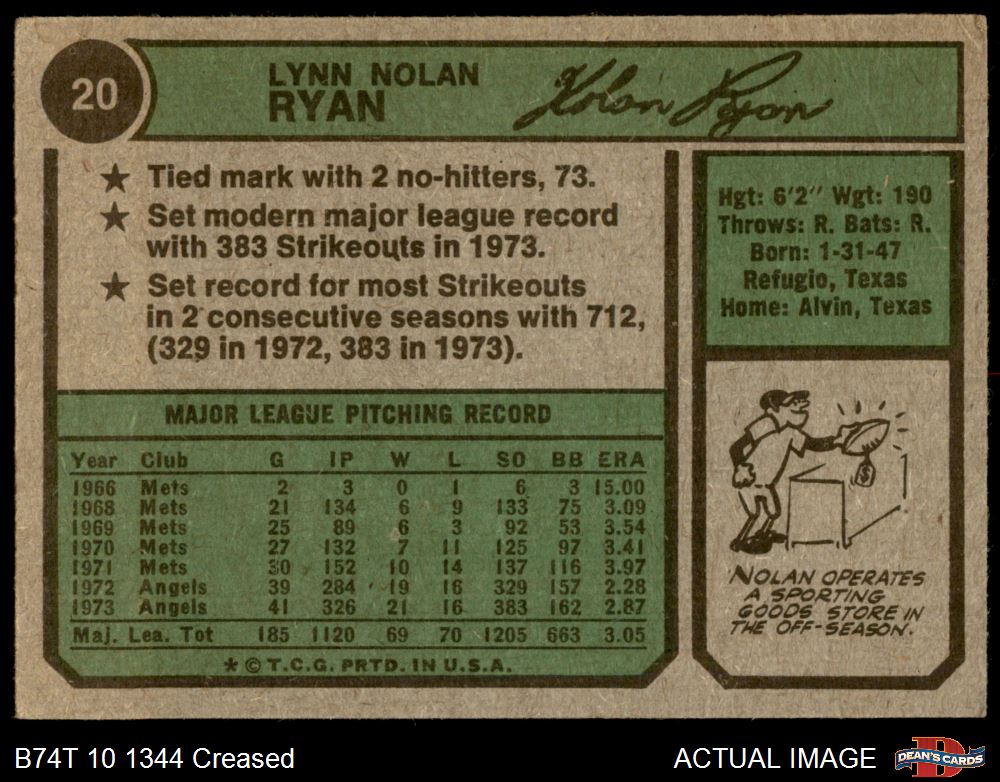 20
LYNN NOLAN
RYAN
Nolan Ryan
★ Tied mark with 2 no-hitters, 73.
★ Set modern major league record
with 383 Strikeouts in 1973.
★ Set record for most Strikeouts
in 2 consecutive seasons with 712,
(329 in 1972, 383 in 1973).
Hgt: 6'2" Wgt: 190
Throws: R. Bats: R.
Born: 1-31-47
Refugio, Texas
Home: Alvin, Texas
MAJOR LEAGUE PITCHING RECORD
Year Club G IP W L SO BB ERA
1966 Mets 2 3 0 1 6 3 15.00
1968 Mets 21 134 6 9 133 75 3.09
1969 Mets 25 89 6 3 92 53 3.54
1970 Mets 27 132 7 11 125 97 3.41
1971 Mets 30 152 10 14 137 116 3.97
1972 Angels 39 284 19 16 329 157 2.28
1973 Angels 41 326 21 16 383 162 2.87
Maj. Lea. Tot 185 1120 69 70 1205 663 3.05
* © T.C.G. PRTD. IN U.S.A.
$
NOLAN OPERATES
A SPORTING
GOODS STORE IN
THE OFF-SEASON.
B74T 10 1344 Creased
ACTUAL IMAGE
D
DEAN'S CARDS